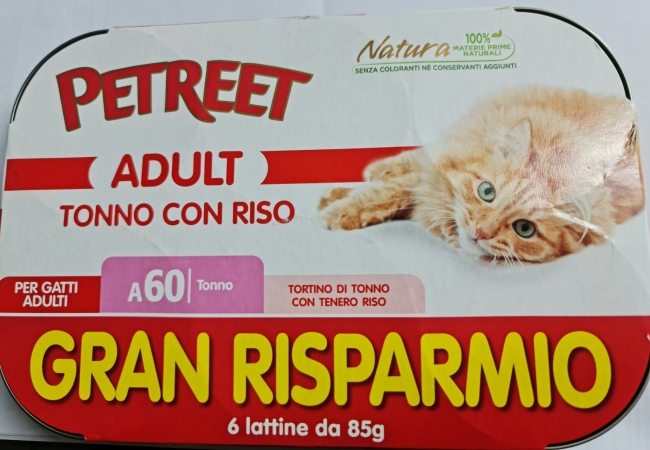 PETREET
Natura 100%
MATERIE PRIME
NATURALI
SENZA COLORANTI NÈ CONSERVANTI AGGIUNTI
ADULT
TONNO CON RISO
PER GATTI
ADULTI
A60 Tonno
TORTINO DI TONNO
CON TENERO RISO
GRAN RISPARMIO
6 lattine da 85g